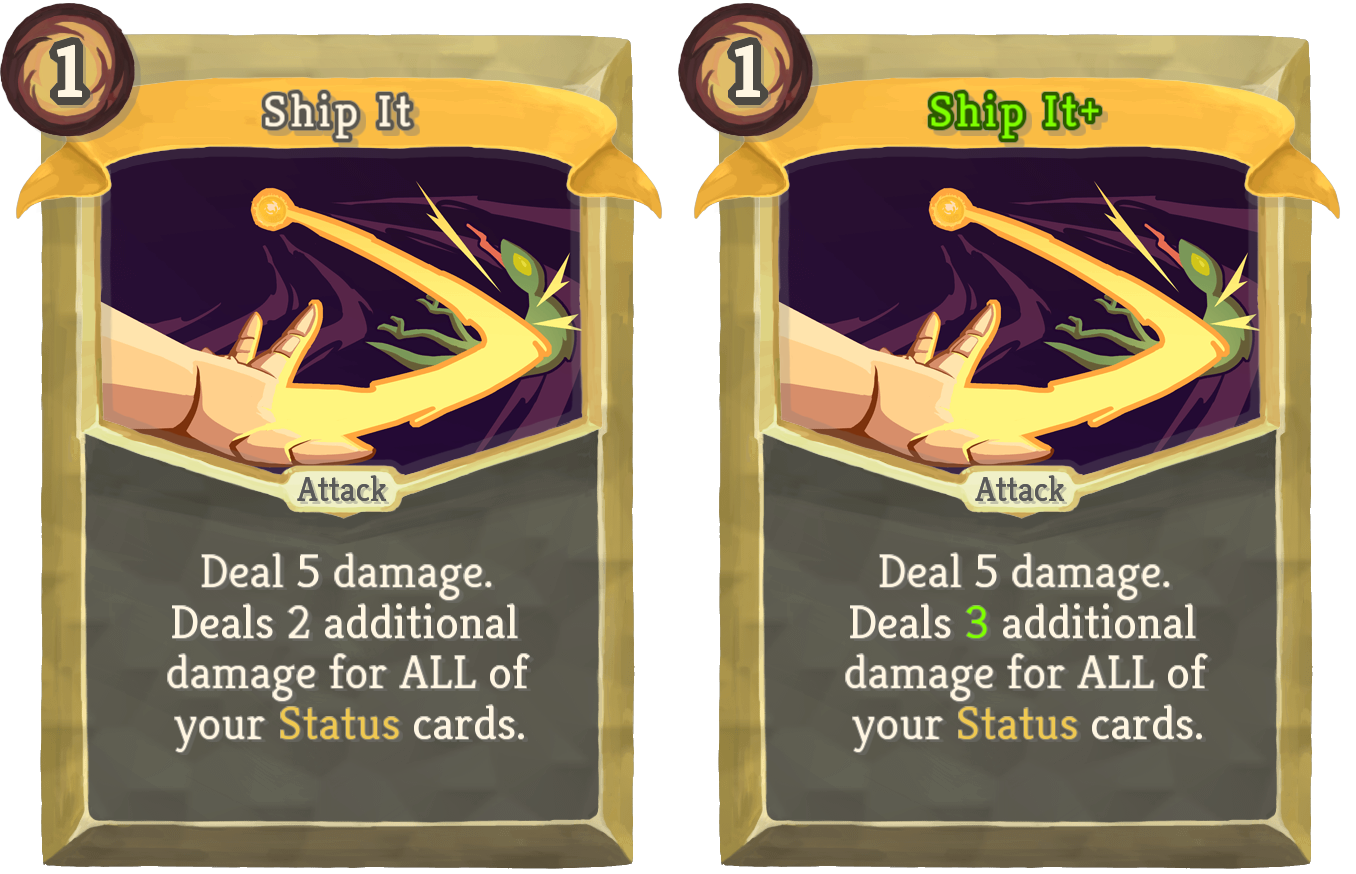 1
Ship It
Attack
Deal 5 damage.
Deals 2 additional
damage for ALL of
your Status cards.
1
Ship It+
Attack
Deal 5 damage.
Deals 3 additional
damage for ALL of
your Status cards.